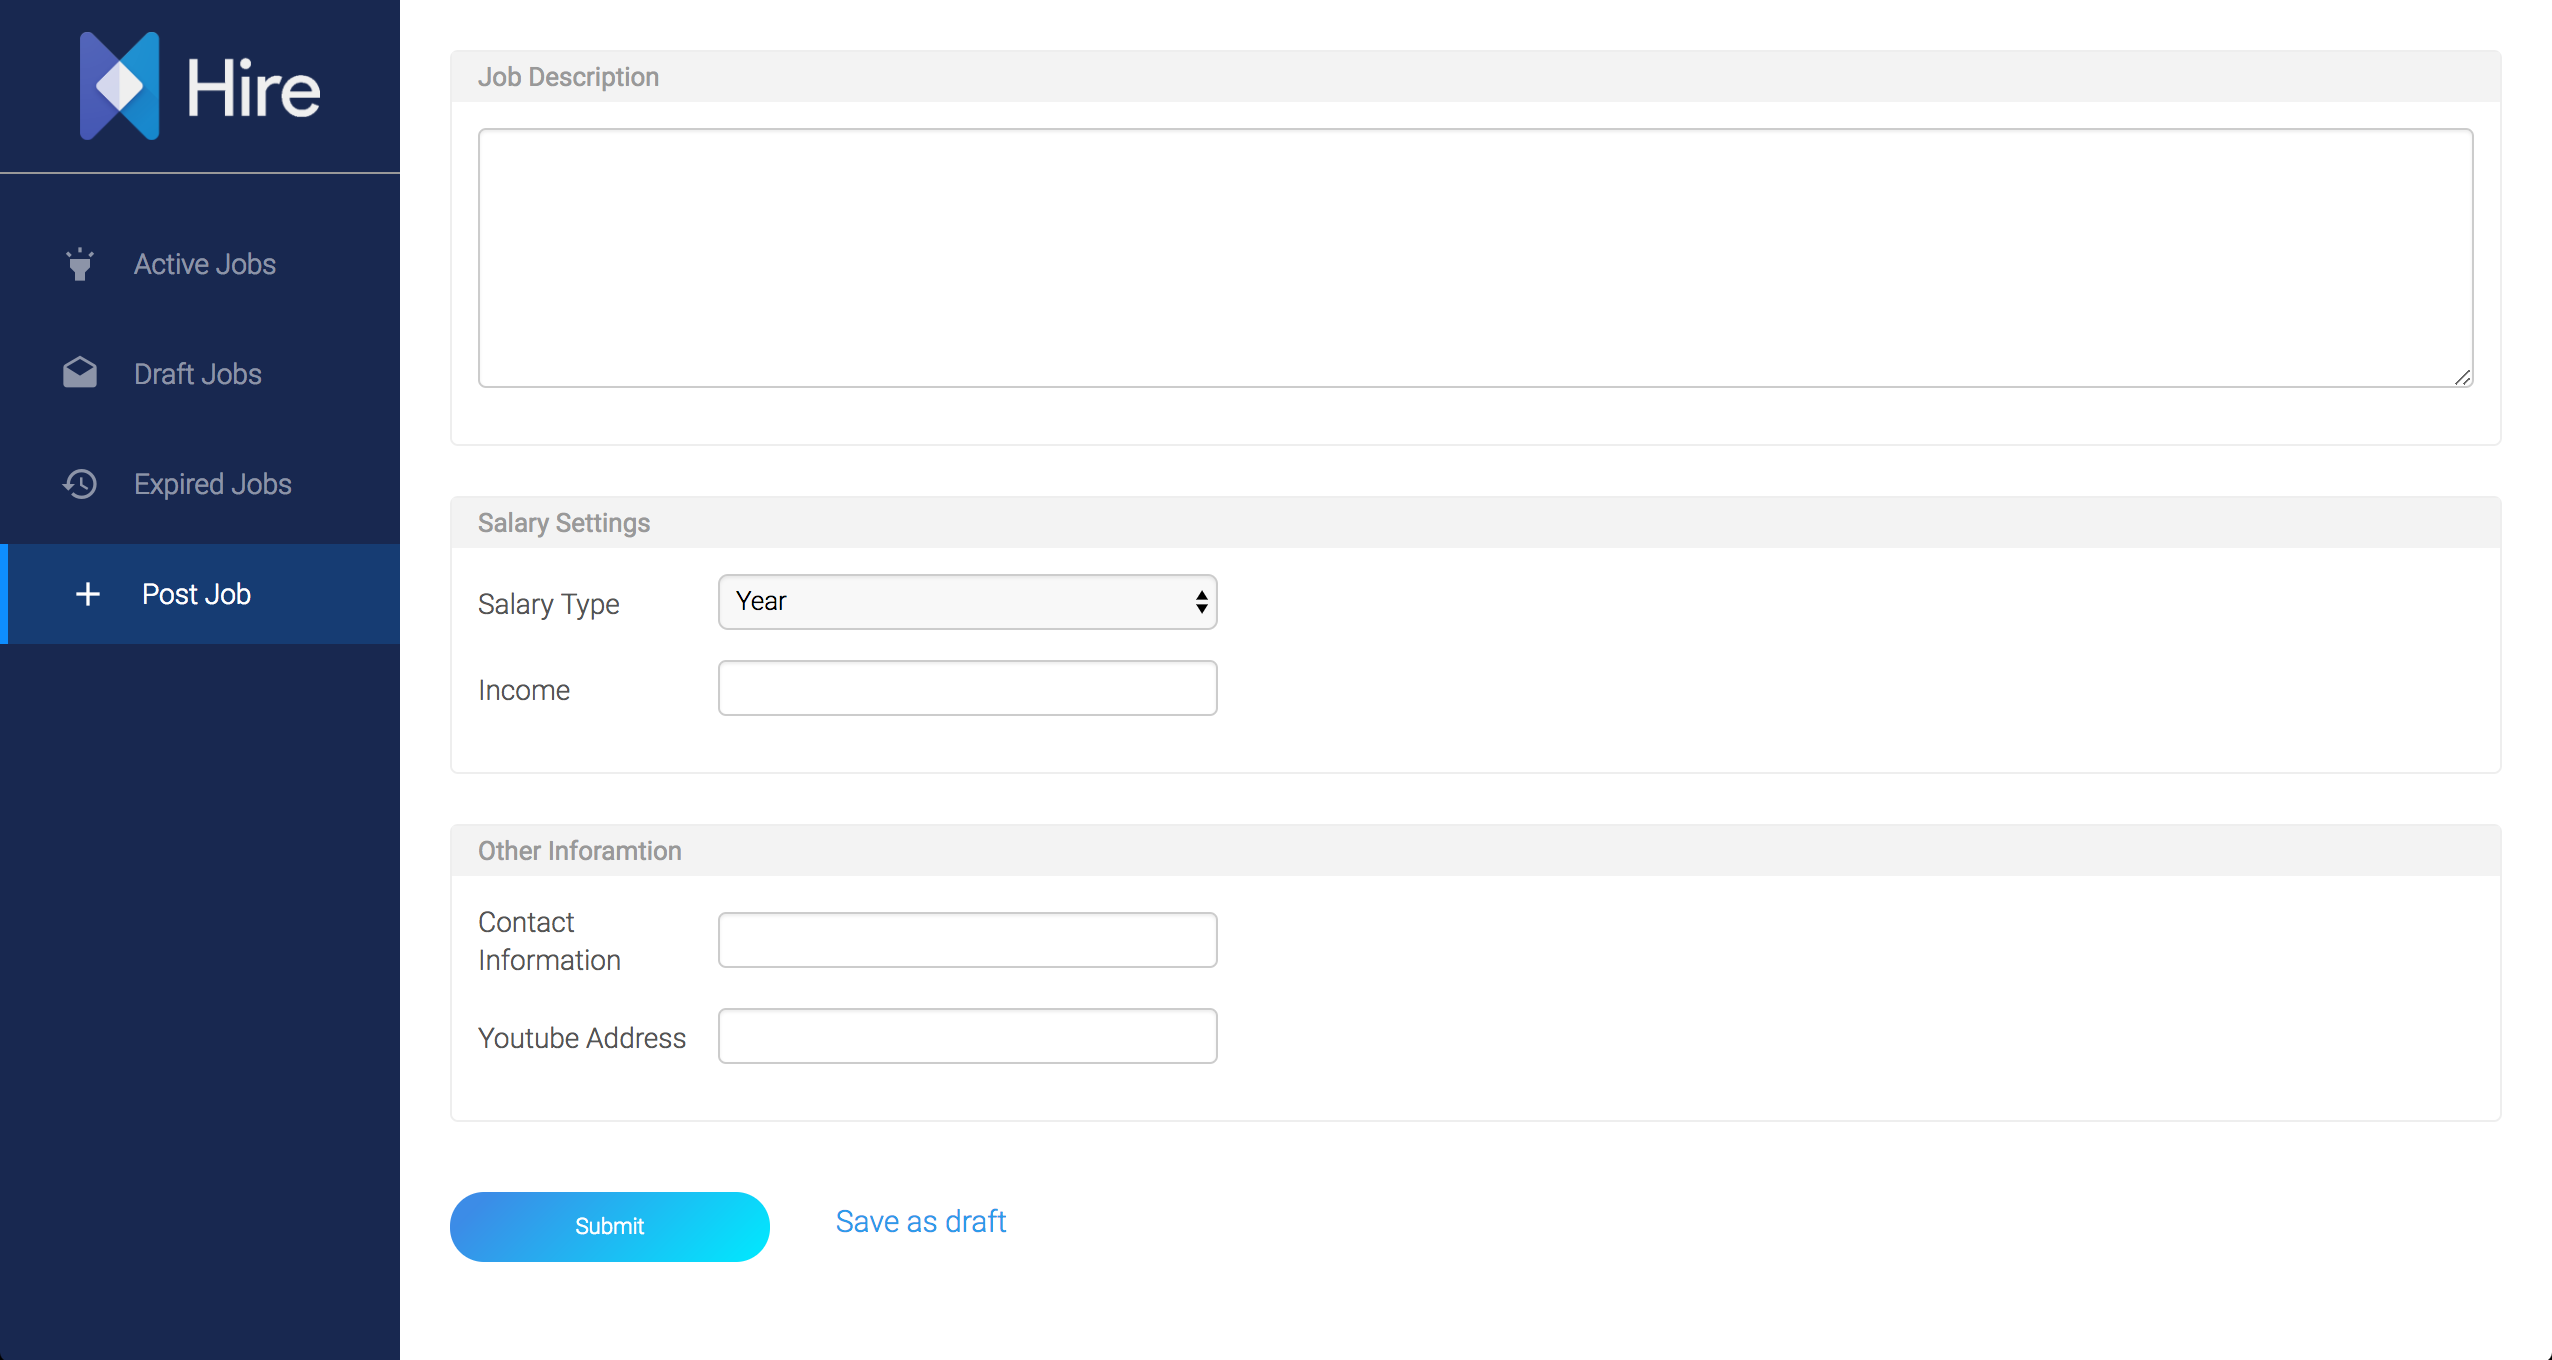 Hire
Active Jobs
Draft Jobs
Expired Jobs
Post Job
Job Description
Salary Settings
Salary Type
Year
Income
Other Inforamtion
Contact
Information
Youtube Address
Submit
Save as draft